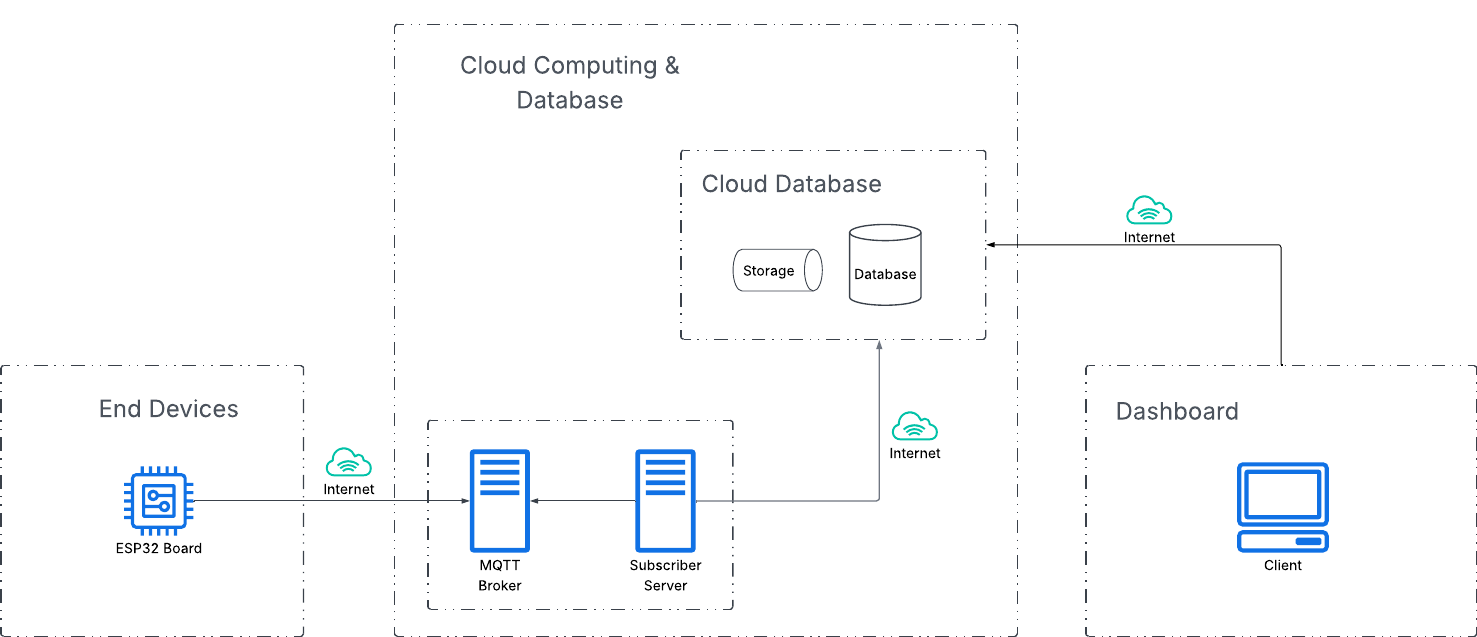 Cloud Computing &
Database
Cloud Database
Storage
Database
Internet
End Devices
Internet
ESP32 Board
MQTT
Broker
Subscriber
Server
Internet
Dashboard
Client